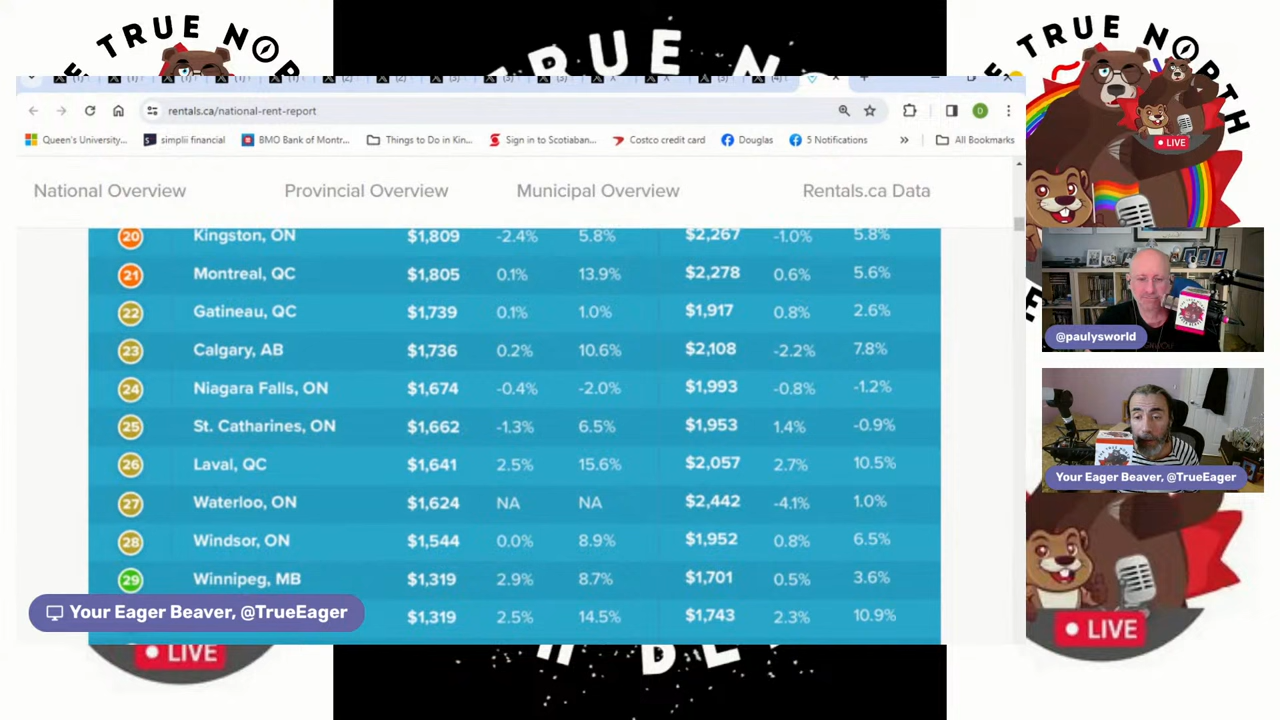 TRUE NOR
TRUE N
TRUE NORTH
rentals.ca/national-rent-report
D
Queen's University...
simplii financial
BMO Bank of Montr...
Things to Do in Kin...
Sign in to Scotiaban...
Costco credit card
Douglas
5 Notifications
»
All Bookmarks
National Overview
Provincial Overview
Municipal Overview
Rentals.ca Data
20 Kingston, ON $1,809 -2.4% 5.8% $2,267 -1.0% 5.8%
21 Montreal, QC $1,805 0.1% 13.9% $2,278 0.6% 5.6%
22 Gatineau, QC $1,739 0.1% 1.0% $1,917 0.8% 2.6%
23 Calgary, AB $1,736 0.2% 10.6% $2,108 -2.2% 7.8%
24 Niagara Falls, ON $1,674 -0.4% -2.0% $1,993 -0.8% -1.2%
25 St. Catharines, ON $1,662 -1.3% 6.5% $1,953 1.4% -0.9%
26 Laval, QC $1,641 2.5% 15.6% $2,057 2.7% 10.5%
27 Waterloo, ON $1,624 NA NA $2,442 -4.1% 1.0%
28 Windsor, ON $1,544 0.0% 8.9% $1,952 0.8% 6.5%
29 Winnipeg, MB $1,319 2.9% 8.7% $1,701 0.5% 3.6%
$1,319 2.5% 14.5% $1,743 2.3% 10.9%
Your Eager Beaver, @TrueEager
LIVE
@paulysworld
Your Eager Beaver, @TrueEager
LIVE
LIVE